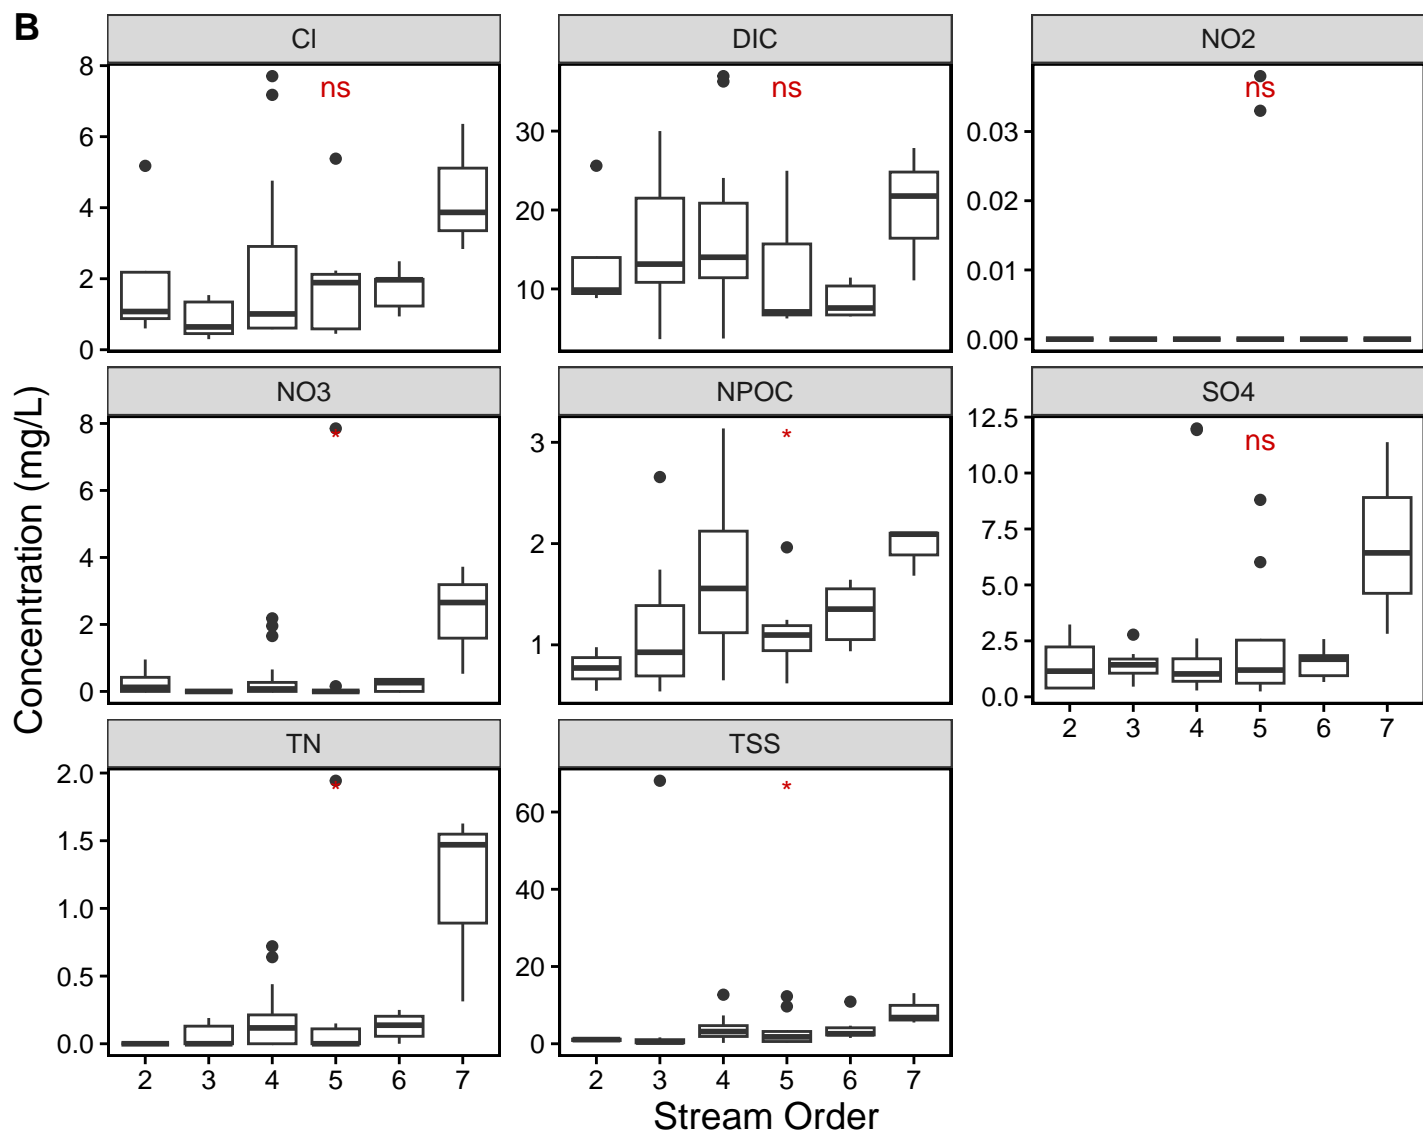 B
Cl
DIC
NO2
8
6
4
2
0
ns
30
20
10
ns
0.03
0.02
0.01
0.00
ns
NO3
NPOC
SO4
8
6
4
2
0
*
3
2
1
*
12.5
10.0
7.5
5.0
2.5
0.0
ns
2 3 4 5 6 7
Concentration (mg/L)
TN
TSS
2.0
1.5
1.0
0.5
0.0
*
60
40
20
0
*
2 3 4 5 6 7
2 3 4 5 6 7
Stream Order